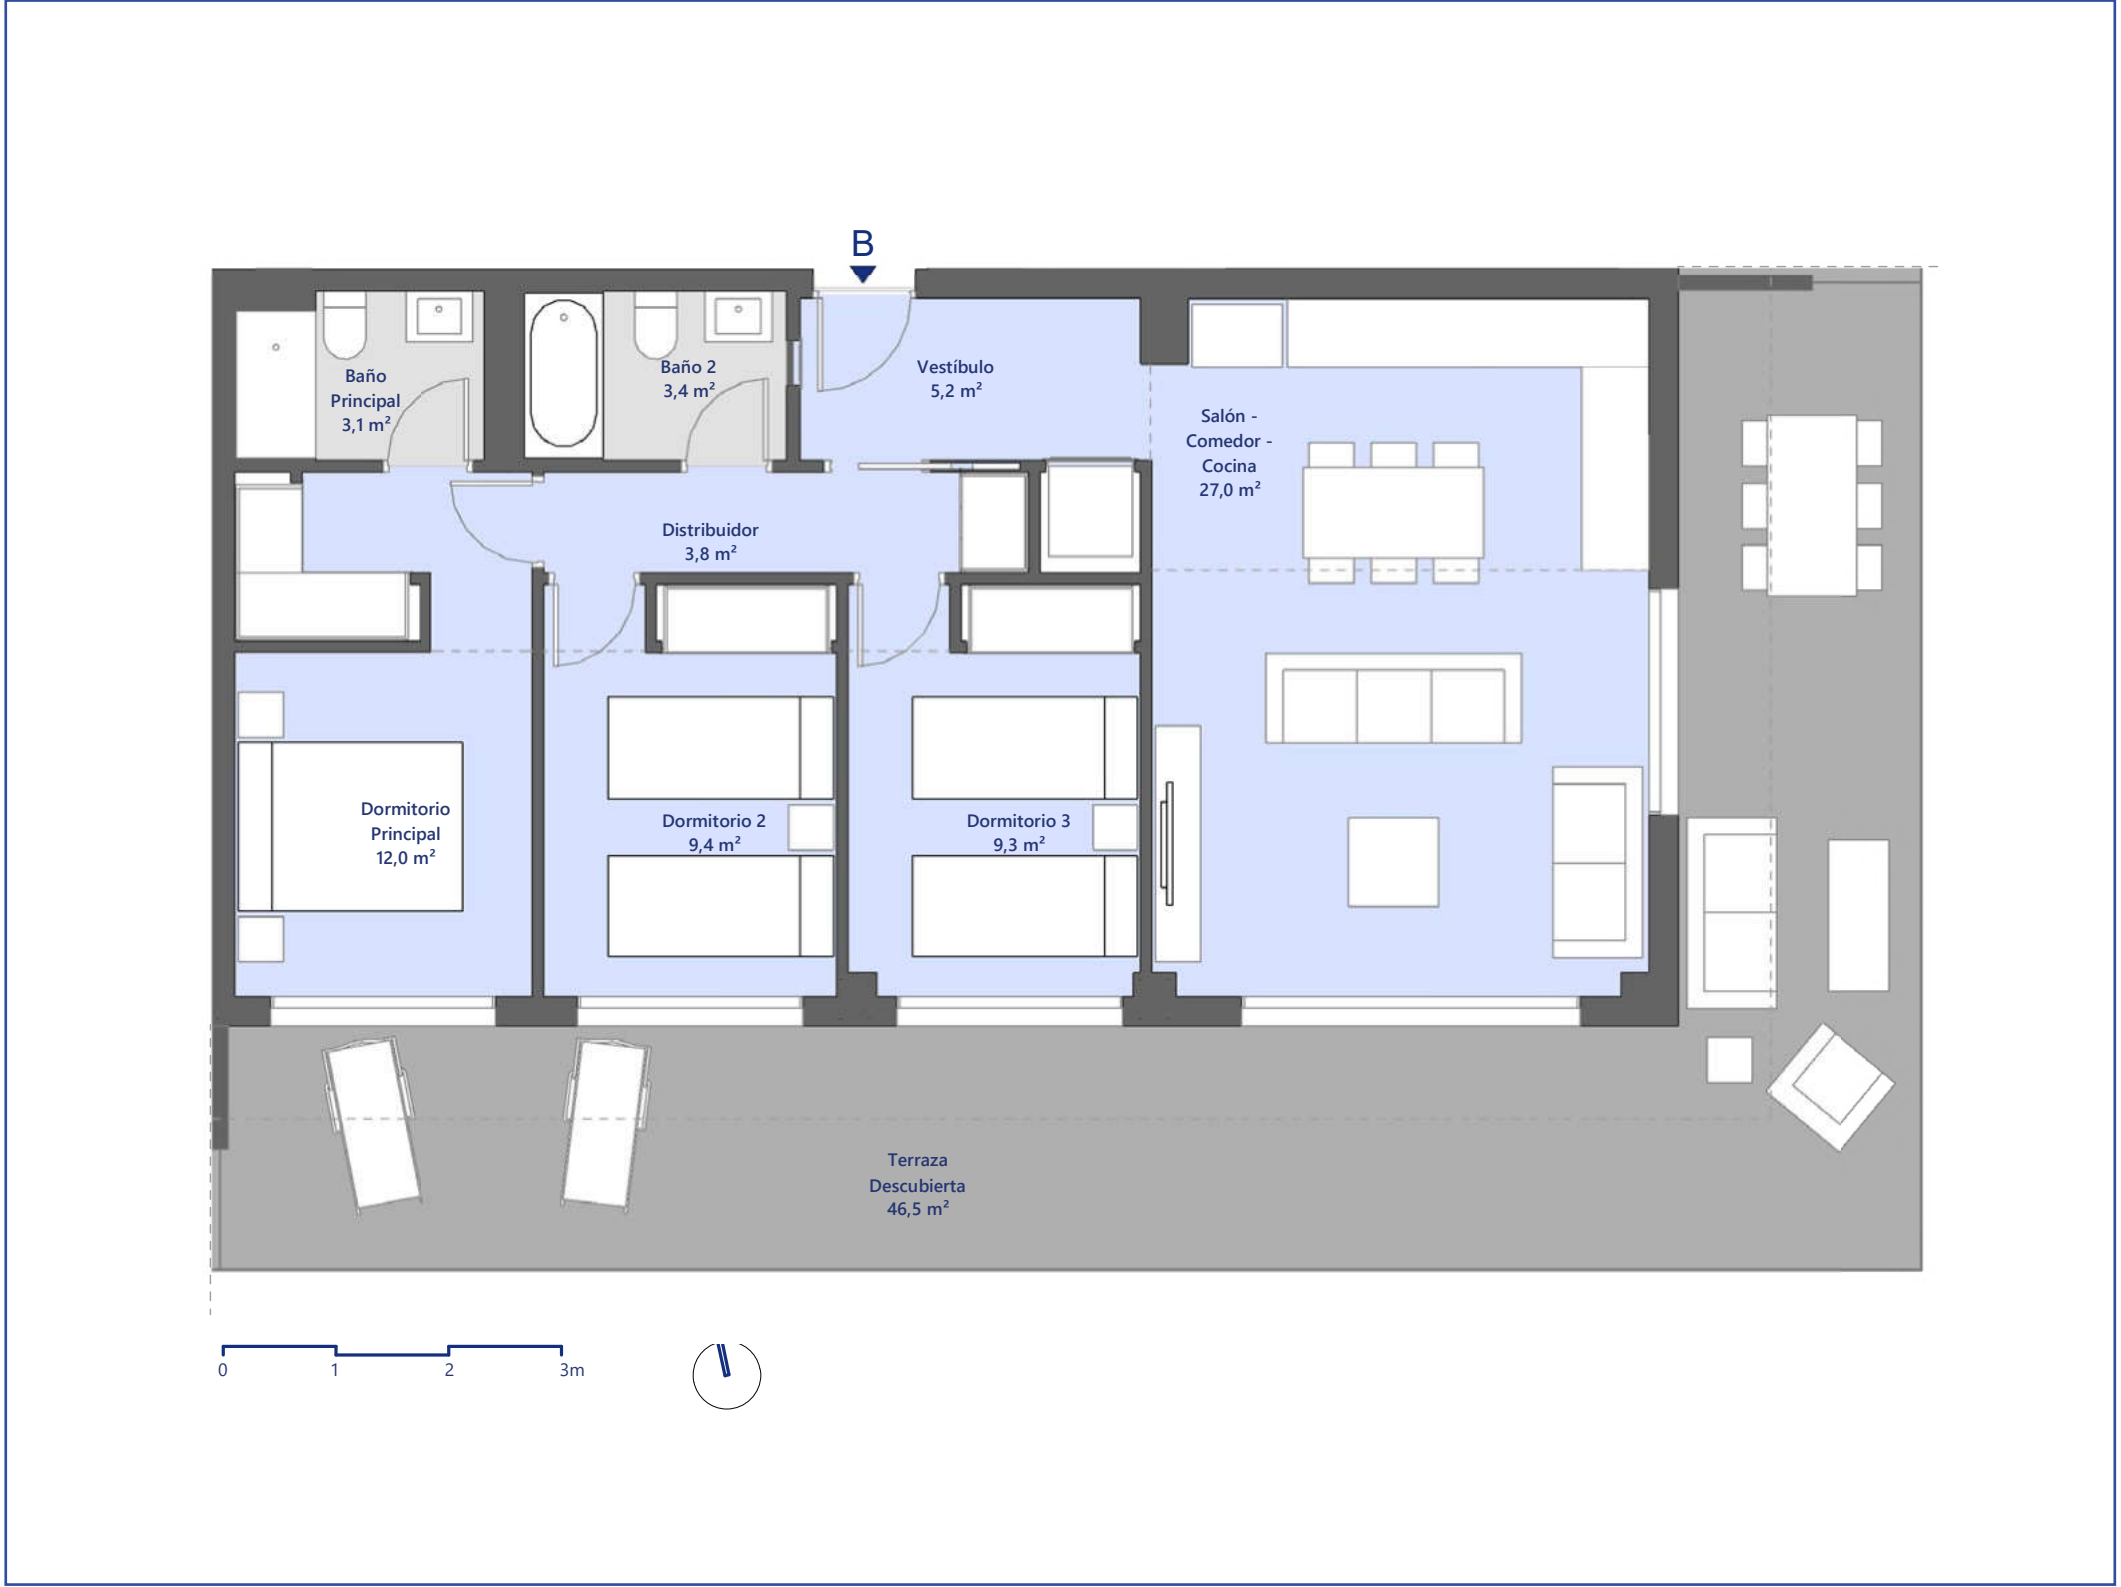 B
Baño
Principal
3,1 m²
Baño 2
3,4 m²
Vestíbulo
5,2 m²
Salón -
Comedor -
Cocina
27,0 m²
Distribuidor
3,8 m²
Dormitorio
Principal
12,0 m²
Dormitorio 2
9,4 m²
Dormitorio 3
9,3 m²
Terraza
Descubierta
46,5 m²
0 1 2 3m